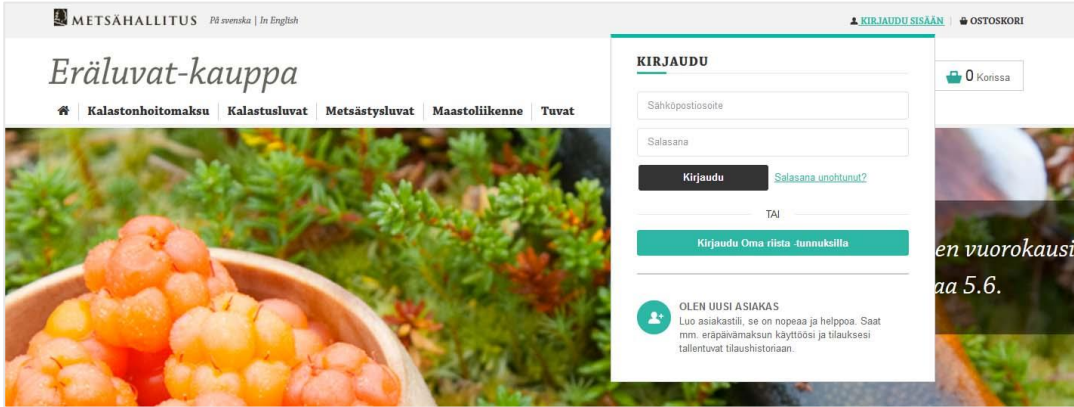 METSÄHALLITUS På svenska | In English
KIRJAUDU SISÄÄN | OSTOSKORI
Eräluvat-kauppa
0 Korissa
Kalastonhoitomaksu Kalastusluvat Metsästysluvat Maastoliikenne Tuvat
KIRJAUDU
Sähköpostiosoite
Salasana
Kirjaudu Salasana unohtunut?
TAI
Kirjaudu Oma riista -tunnuksilla
OLEN UUSI ASIAKAS
Luo asiakastili, se on nopeaa ja helppoa. Saat
mm. eräpäivämaksun käyttöösi ja tilauksesi
tallentuvat tilaushistoriaan.
en vuorokausi
aa 5.6.